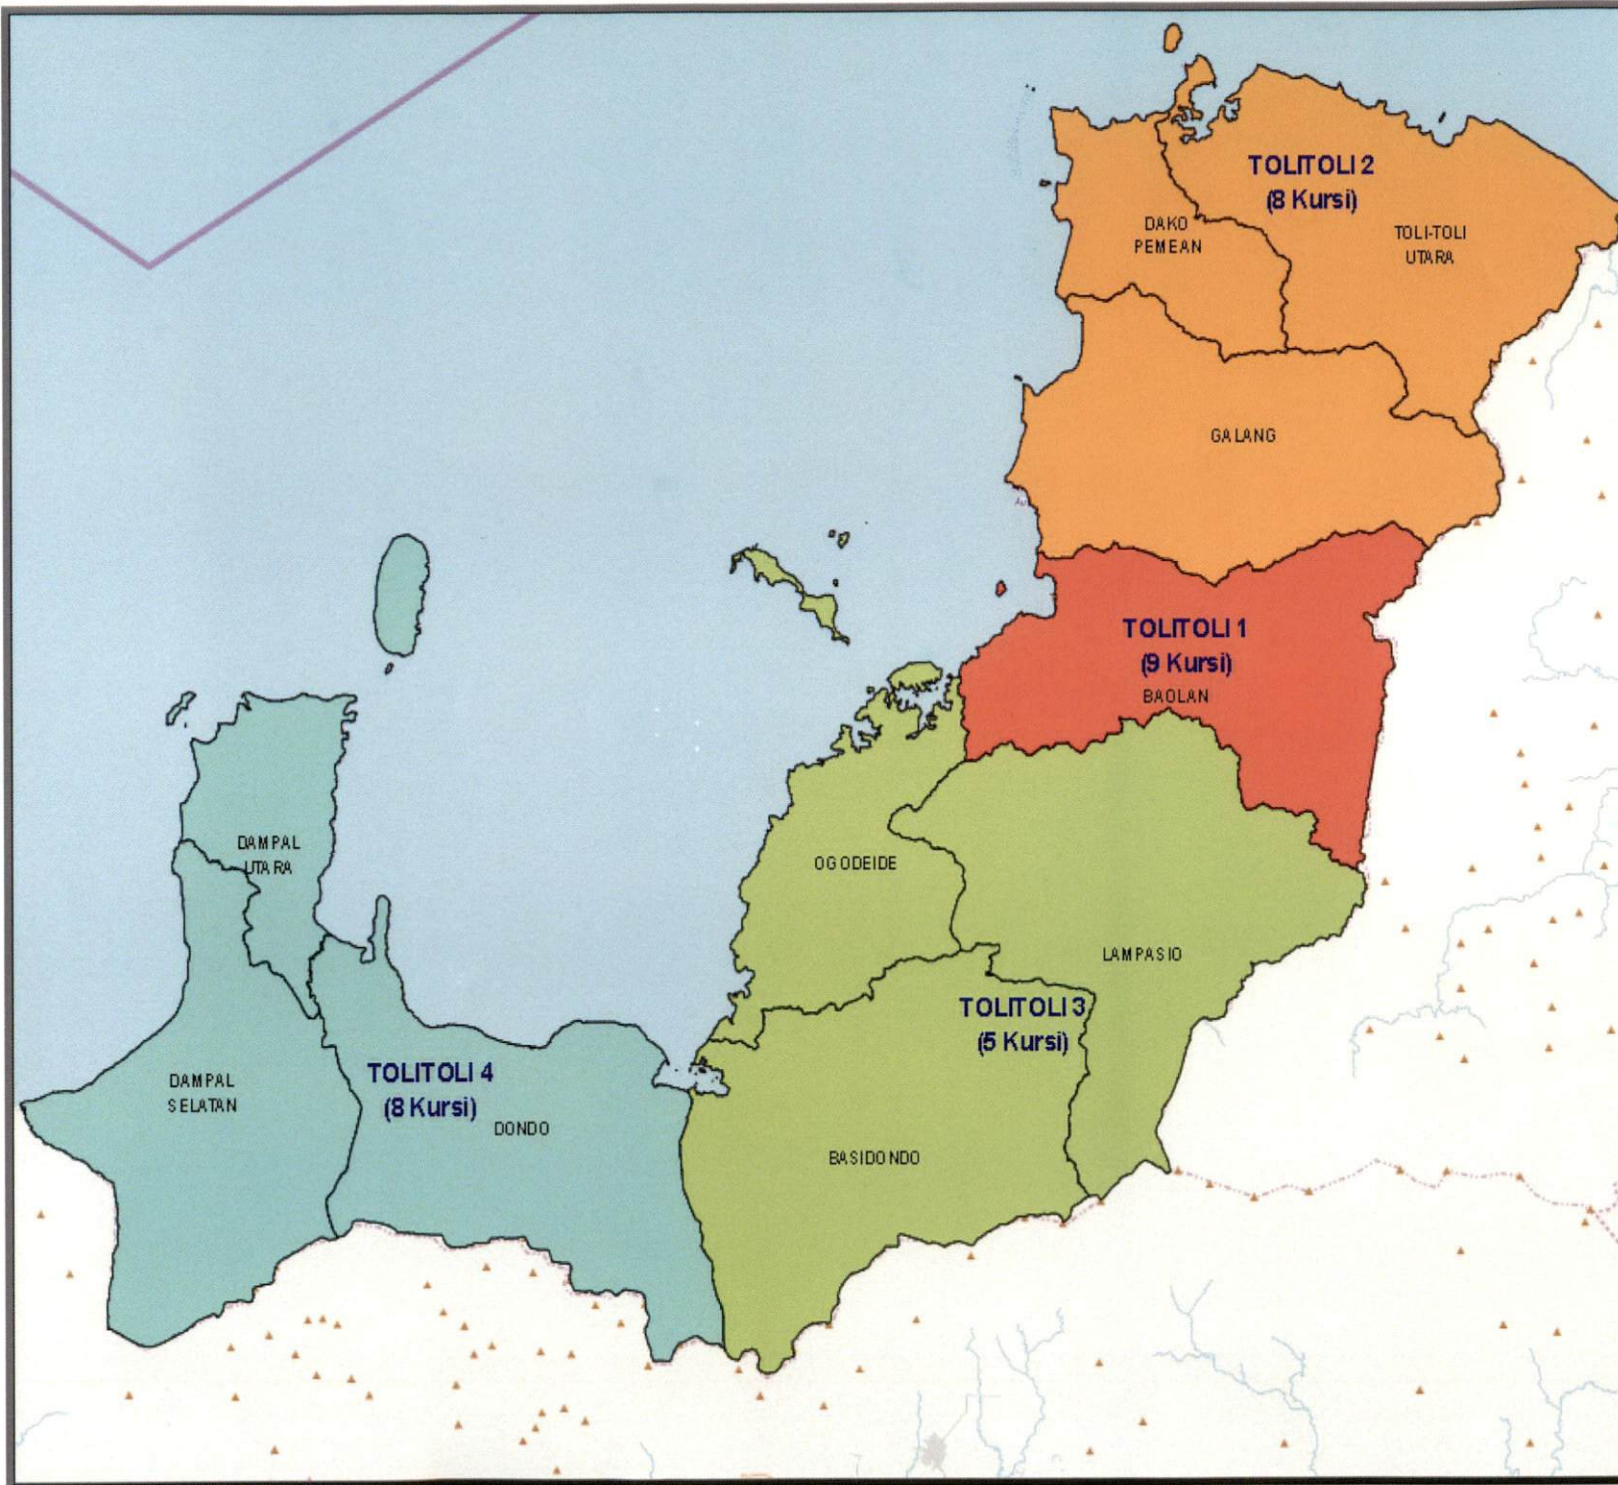 TOLITOLI 2
(8 Kursi)
DAKO
PEMEAN
TOLI-TOLI
UTARA
GALANG
TOLITOLI 1
(9 Kursi)
BAOLAN
DAMPAL
UTARA
OGODEIDE
LAMPASIO
TOLITOLI 3
(5 Kursi)
TOLITOLI 4
(8 Kursi)
DAMPAL
SELATAN
DONDO
BASIDONDO